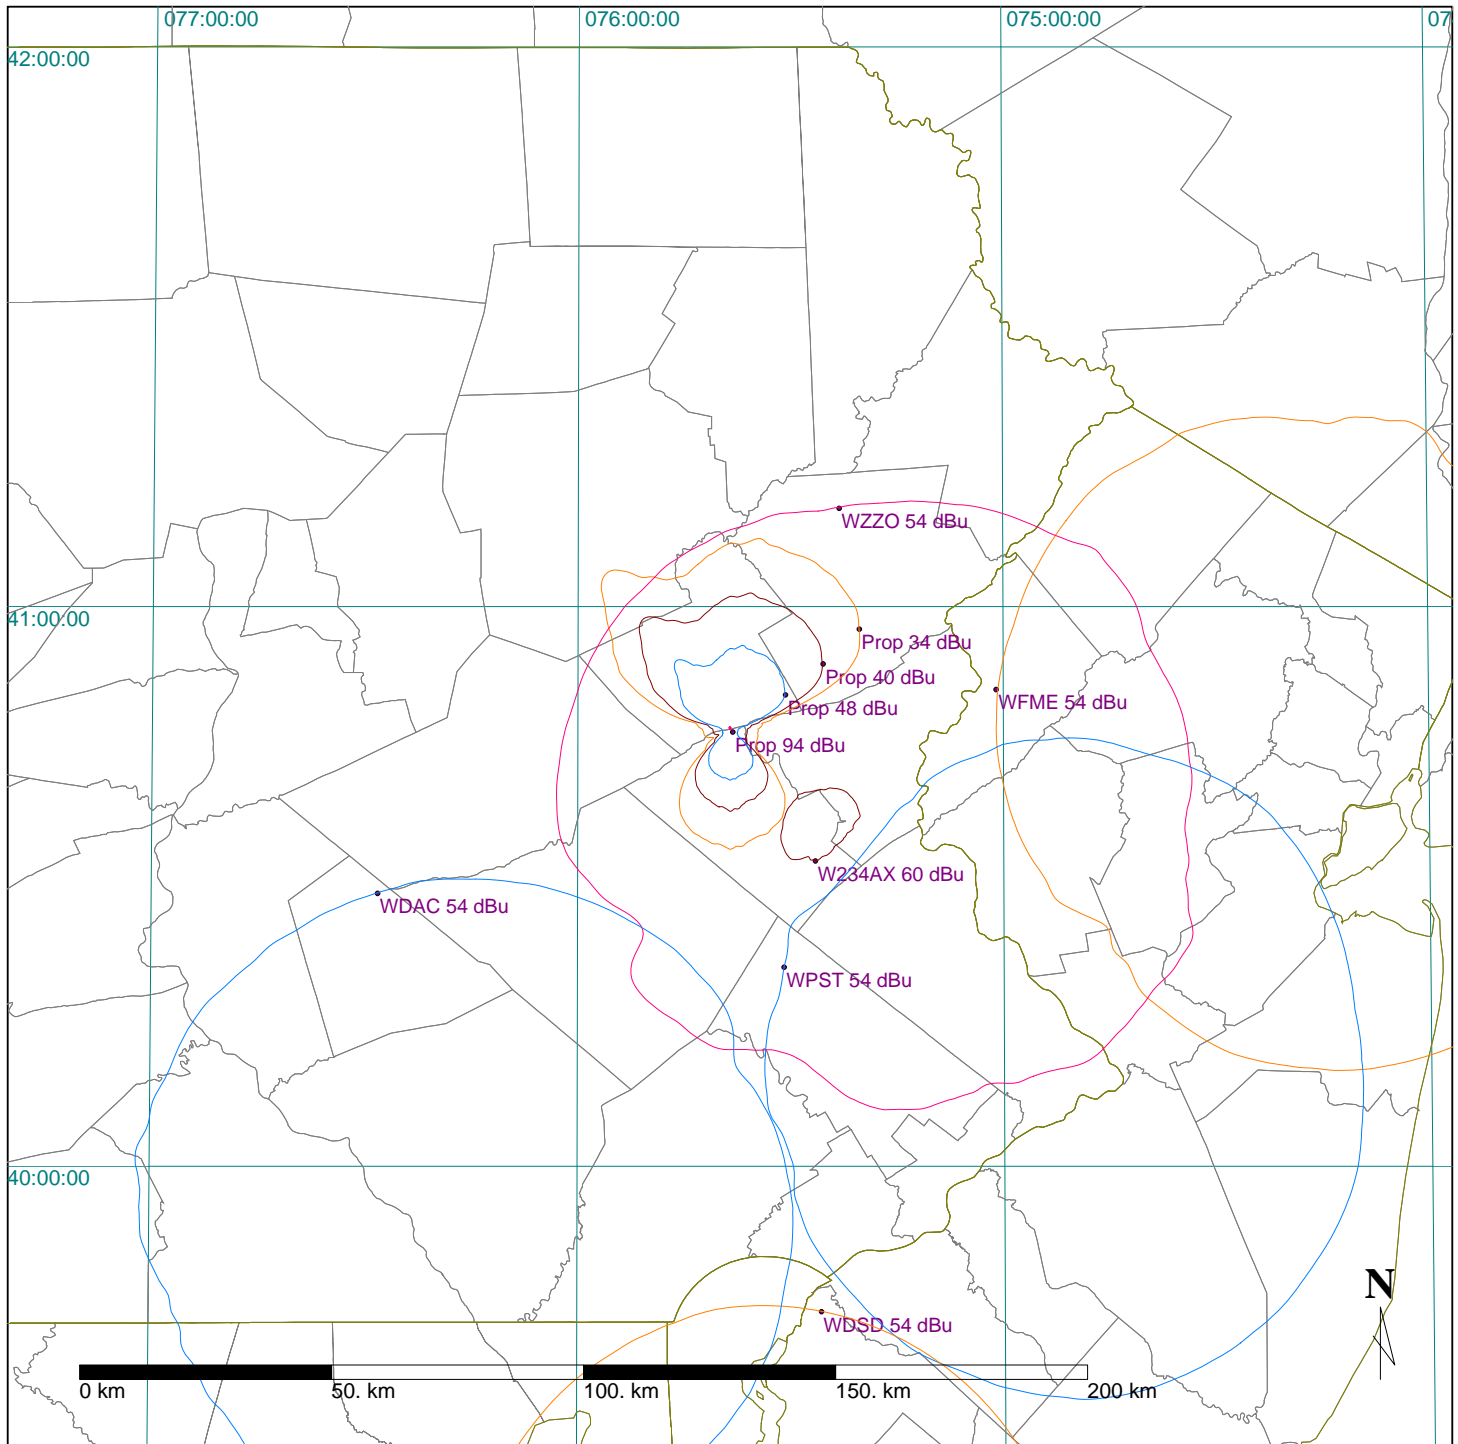 077:00:00
076:00:00
075:00:00
07
42:00:00
WZZO 54 dBu
41:00:00
Prop 34 dBu
Prop 40 dBu
WFME 54 dBu
Prop 48 dBu
Prop 94 dBu
W234AX 60 dBu
WDAC 54 dBu
WPST 54 dBu
40:00:00
N
WDSD 54 dBu
0 km
50. km
100. km
150. km
200 km